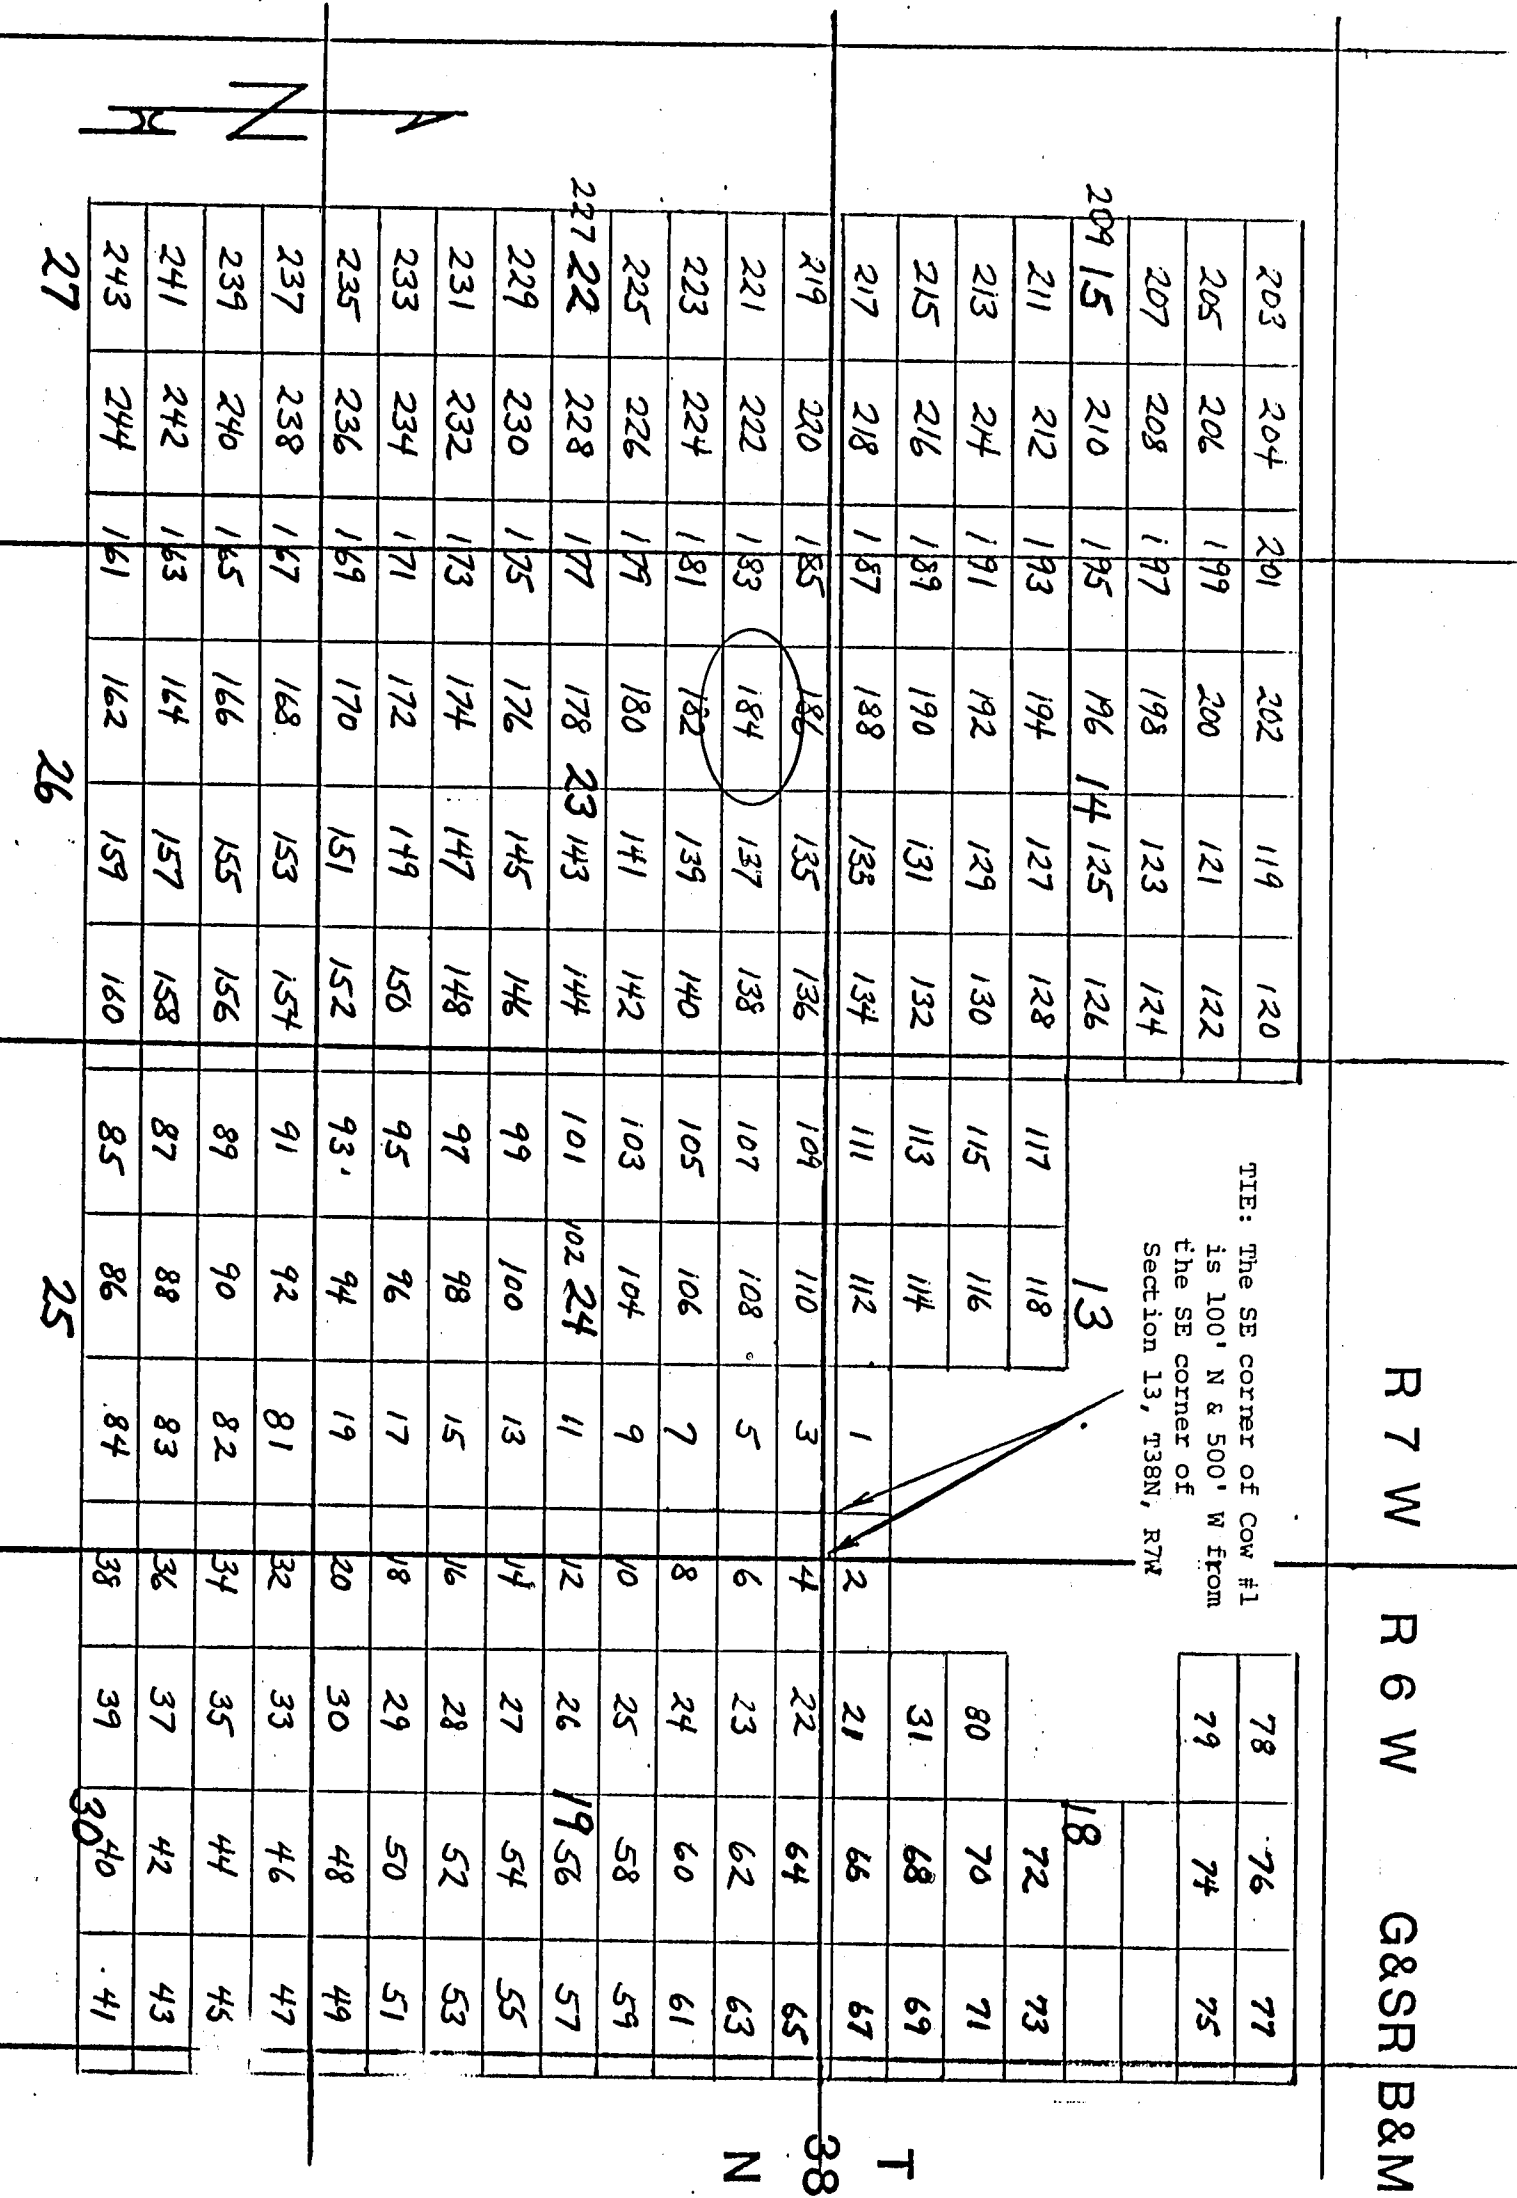 R 7 W R 6 W G&SR B&M
TIE: The SE corner of Cow #1
is 100' N & 500' W from
the SE corner of
Section 13, T38N, R7W
203 204 201 202 119 120 78 76 77
205 206 199 200 121 122 79 74 75
207 208 197 198 123 124
209 15 210 195 196 14 125 126 13 18
211 212 193 194 127 128 117 118 72 73
213 214 191 192 129 130 115 116 80 70 71
215 216 189 190 131 132 113 114 31 68 69
217 218 187 188 133 134 111 112 1 2 21 66 67
219 220 185 186 135 136 109 110 3 4 22 64 65
221 222 183 184 137 138 107 108 5 6 23 62 63
223 224 181 182 139 140 105 106 7 8 24 60 61
225 226 179 180 141 142 103 104 9 10 25 58 59
227 22 228 177 178 23 143 144 101 102 24 11 12 26 19 56 57
229 230 175 176 145 146 99 100 13 14 27 54 55
231 232 173 174 147 148 97 98 15 16 28 52 53
233 234 171 172 149 150 95 96 17 18 29 50 51
235 236 169 170 151 152 93 94 19 20 30 48 49
237 238 167 168 153 154 91 92 81 32 33 46 47
239 240 165 166 155 156 89 90 82 34 35 44 45
241 242 163 164 157 158 87 88 83 36 37 42 43
243 244 161 162 159 160 85 86 84 38 39 40 41
27 26 25 30
T
38
N
N